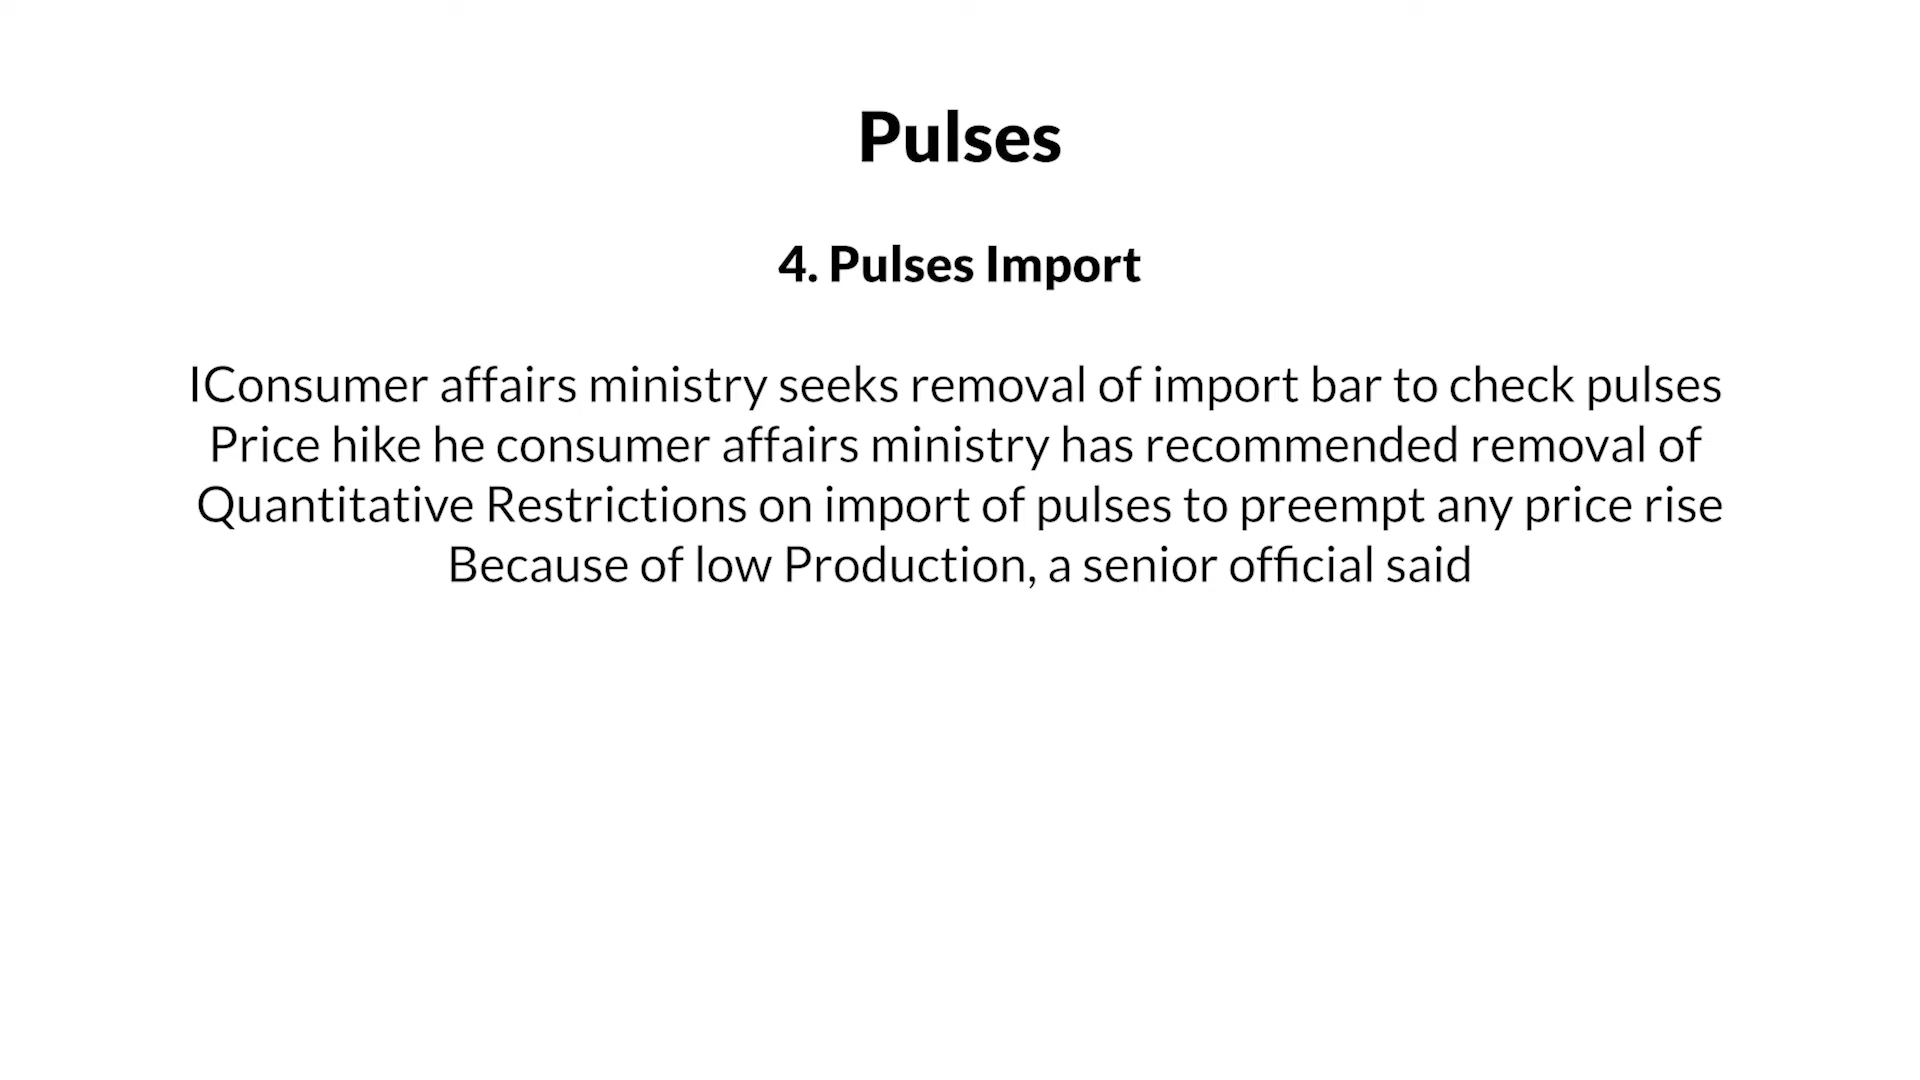 Pulses
4. Pulses Import
IConsumer affairs ministry seeks removal of import bar to check pulses
Price hike he consumer affairs ministry has recommended removal of
Quantitative Restrictions on import of pulses to preempt any price rise
Because of low Production, a senior official said